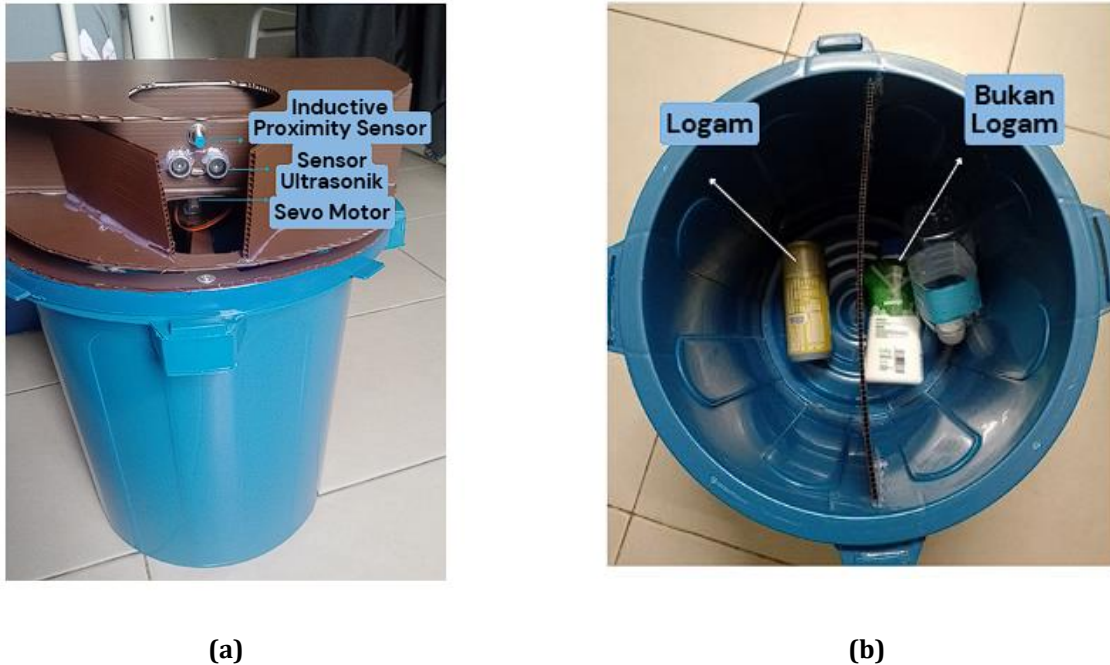 Inductive
Proximity Sensor
Sensor
Ultrasonik
Sevo Motor
Logam
Bukan
Logam
(a)
(b)